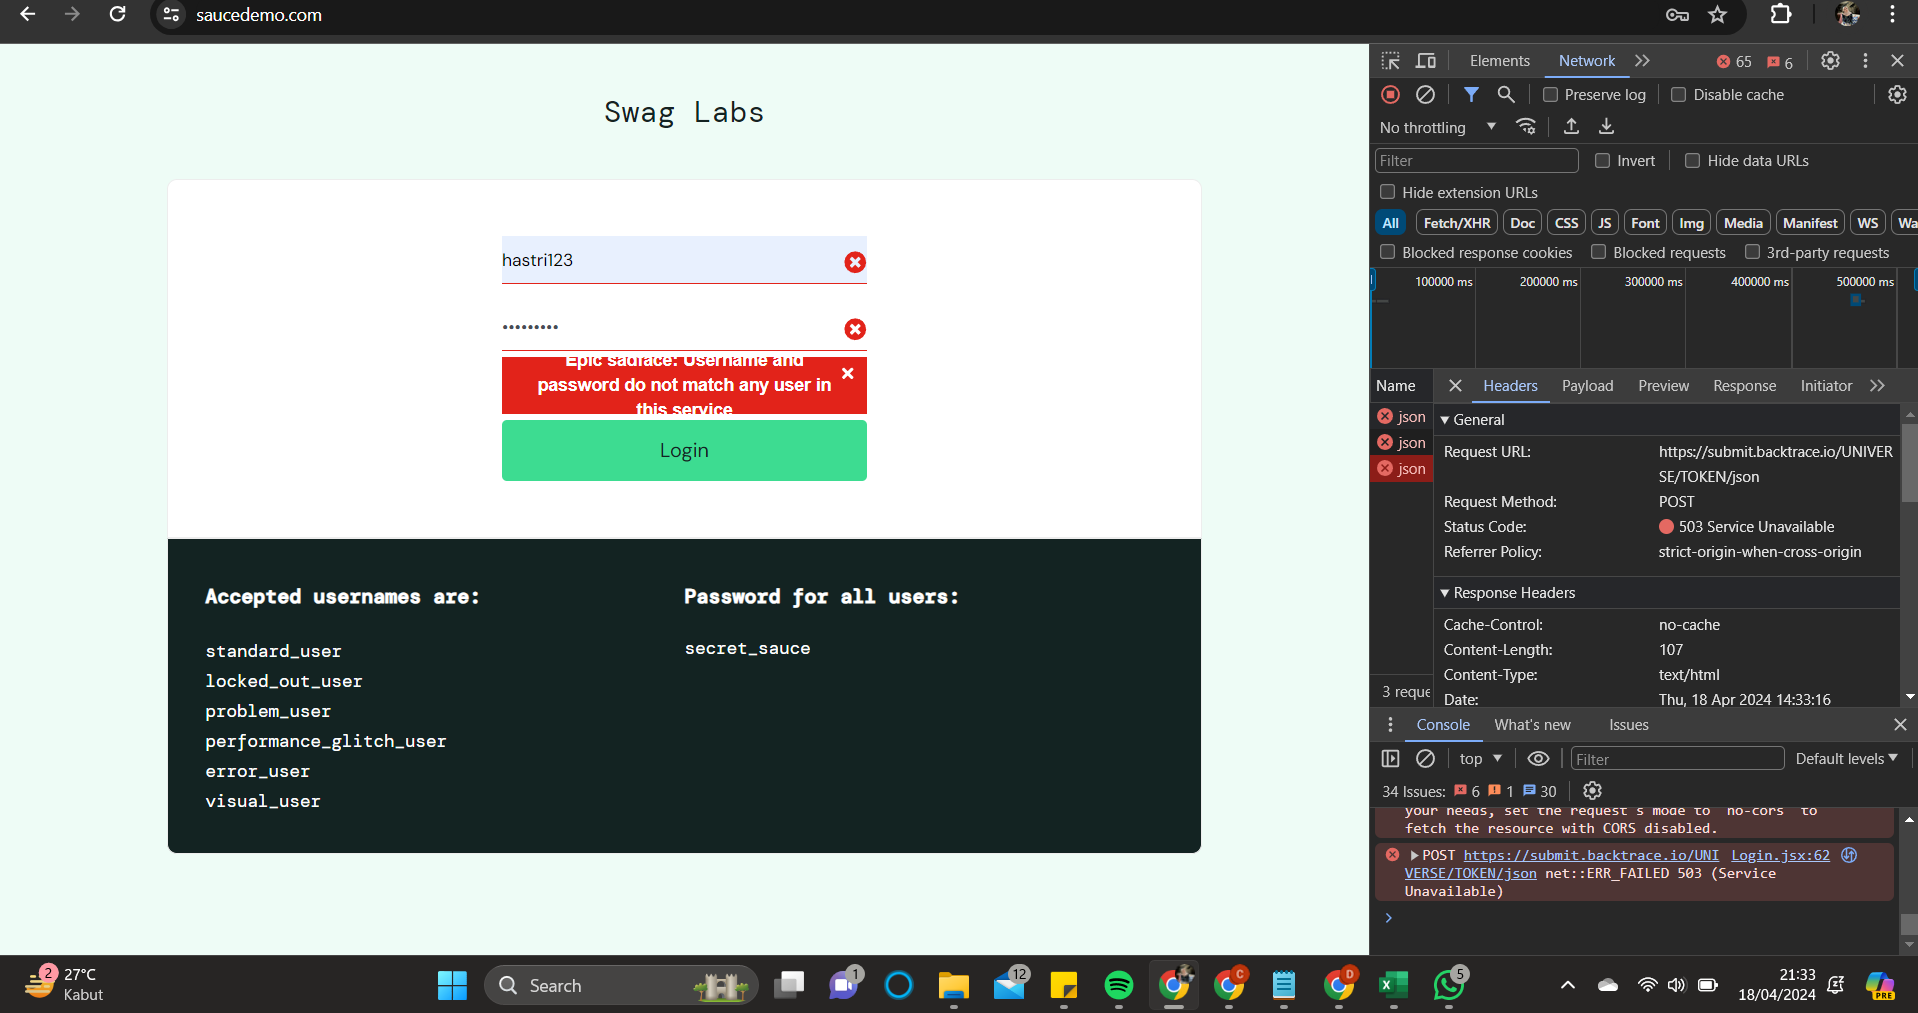 saucedemo.com
Swag Labs
hastri123
•••••••••
Epic sadface: Username and
password do not match any user in
this service
Login
Accepted usernames are:
standard_user
locked_out_user
problem_user
performance_glitch_user
error_user
visual_user
Password for all users:
secret_sauce
Elements
Network
65
6
Preserve log
Disable cache
No throttling
Filter
Invert
Hide data URLs
Hide extension URLs
All
Fetch/XHR
Doc
CSS
JS
Font
Img
Media
Manifest
WS
Wa
Blocked response cookies
Blocked requests
3rd-party requests
100000 ms
200000 ms
300000 ms
400000 ms
500000 ms
Name
Headers
Payload
Preview
Response
Initiator
json
json
json
3 reque
General
Request URL: https://submit.backtrace.io/UNIVER
SE/TOKEN/json
Request Method: POST
Status Code: 503 Service Unavailable
Referrer Policy: strict-origin-when-cross-origin
Response Headers
Cache-Control: no-cache
Content-Length: 107
Content-Type: text/html
Date: Thu, 18 Apr 2024 14:33:16
Console
What's new
Issues
top
Filter
Default levels
34 Issues: 6 1 30
your needs, set the request's mode to 'no-cors' to
fetch the resource with CORS disabled.
POST https://submit.backtrace.io/UNI Login.jsx:62
VERSE/TOKEN/json net::ERR_FAILED 503 (Service
Unavailable)
2
27°C
Kabut
Search
1
12
C
D
5
21:33
18/04/2024
PRE